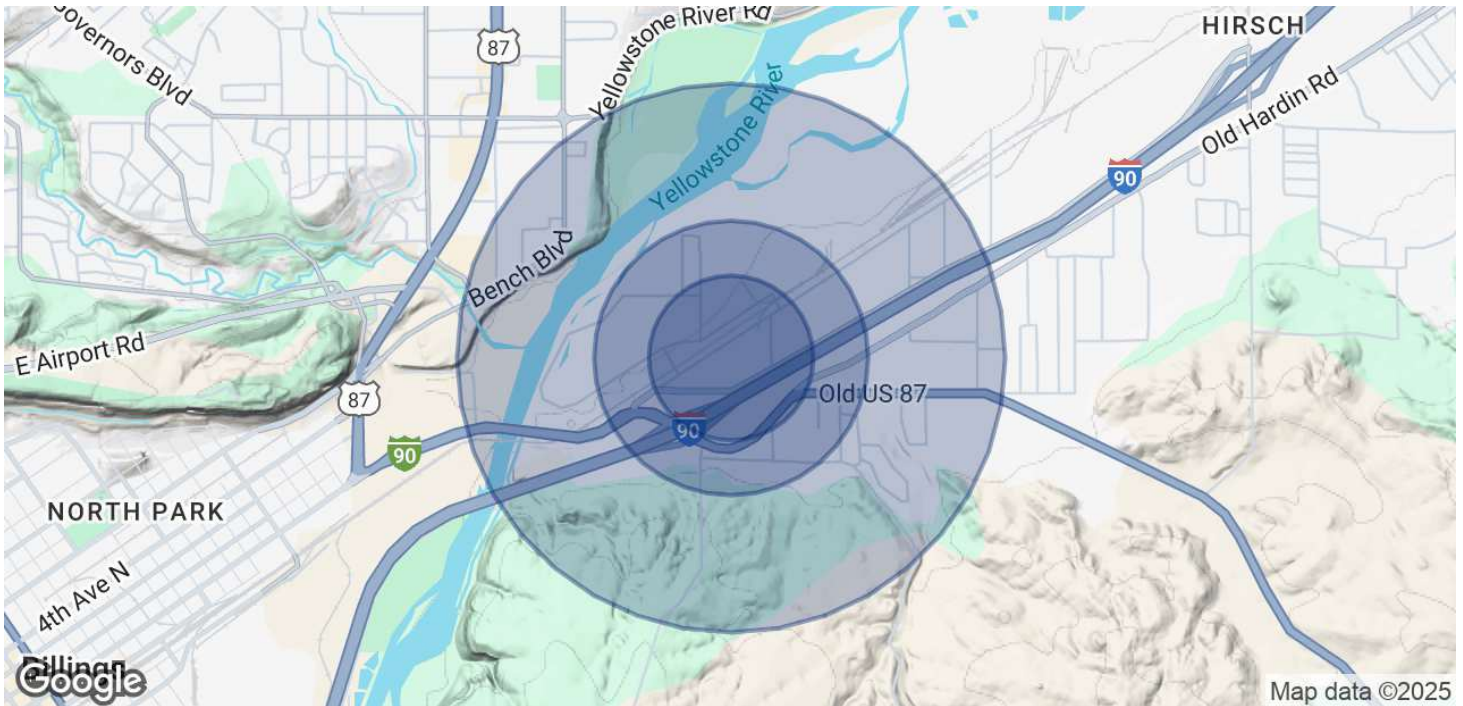 Governors Blvd
87
Yellowstone River Rd
HIRSCH
Old Hardin Rd
Yellowstone River
90
Bench Blvd
E Airport Rd
87
Old US 87
90
90
NORTH PARK
4th Ave N
Billings
Google
Map data ©2025